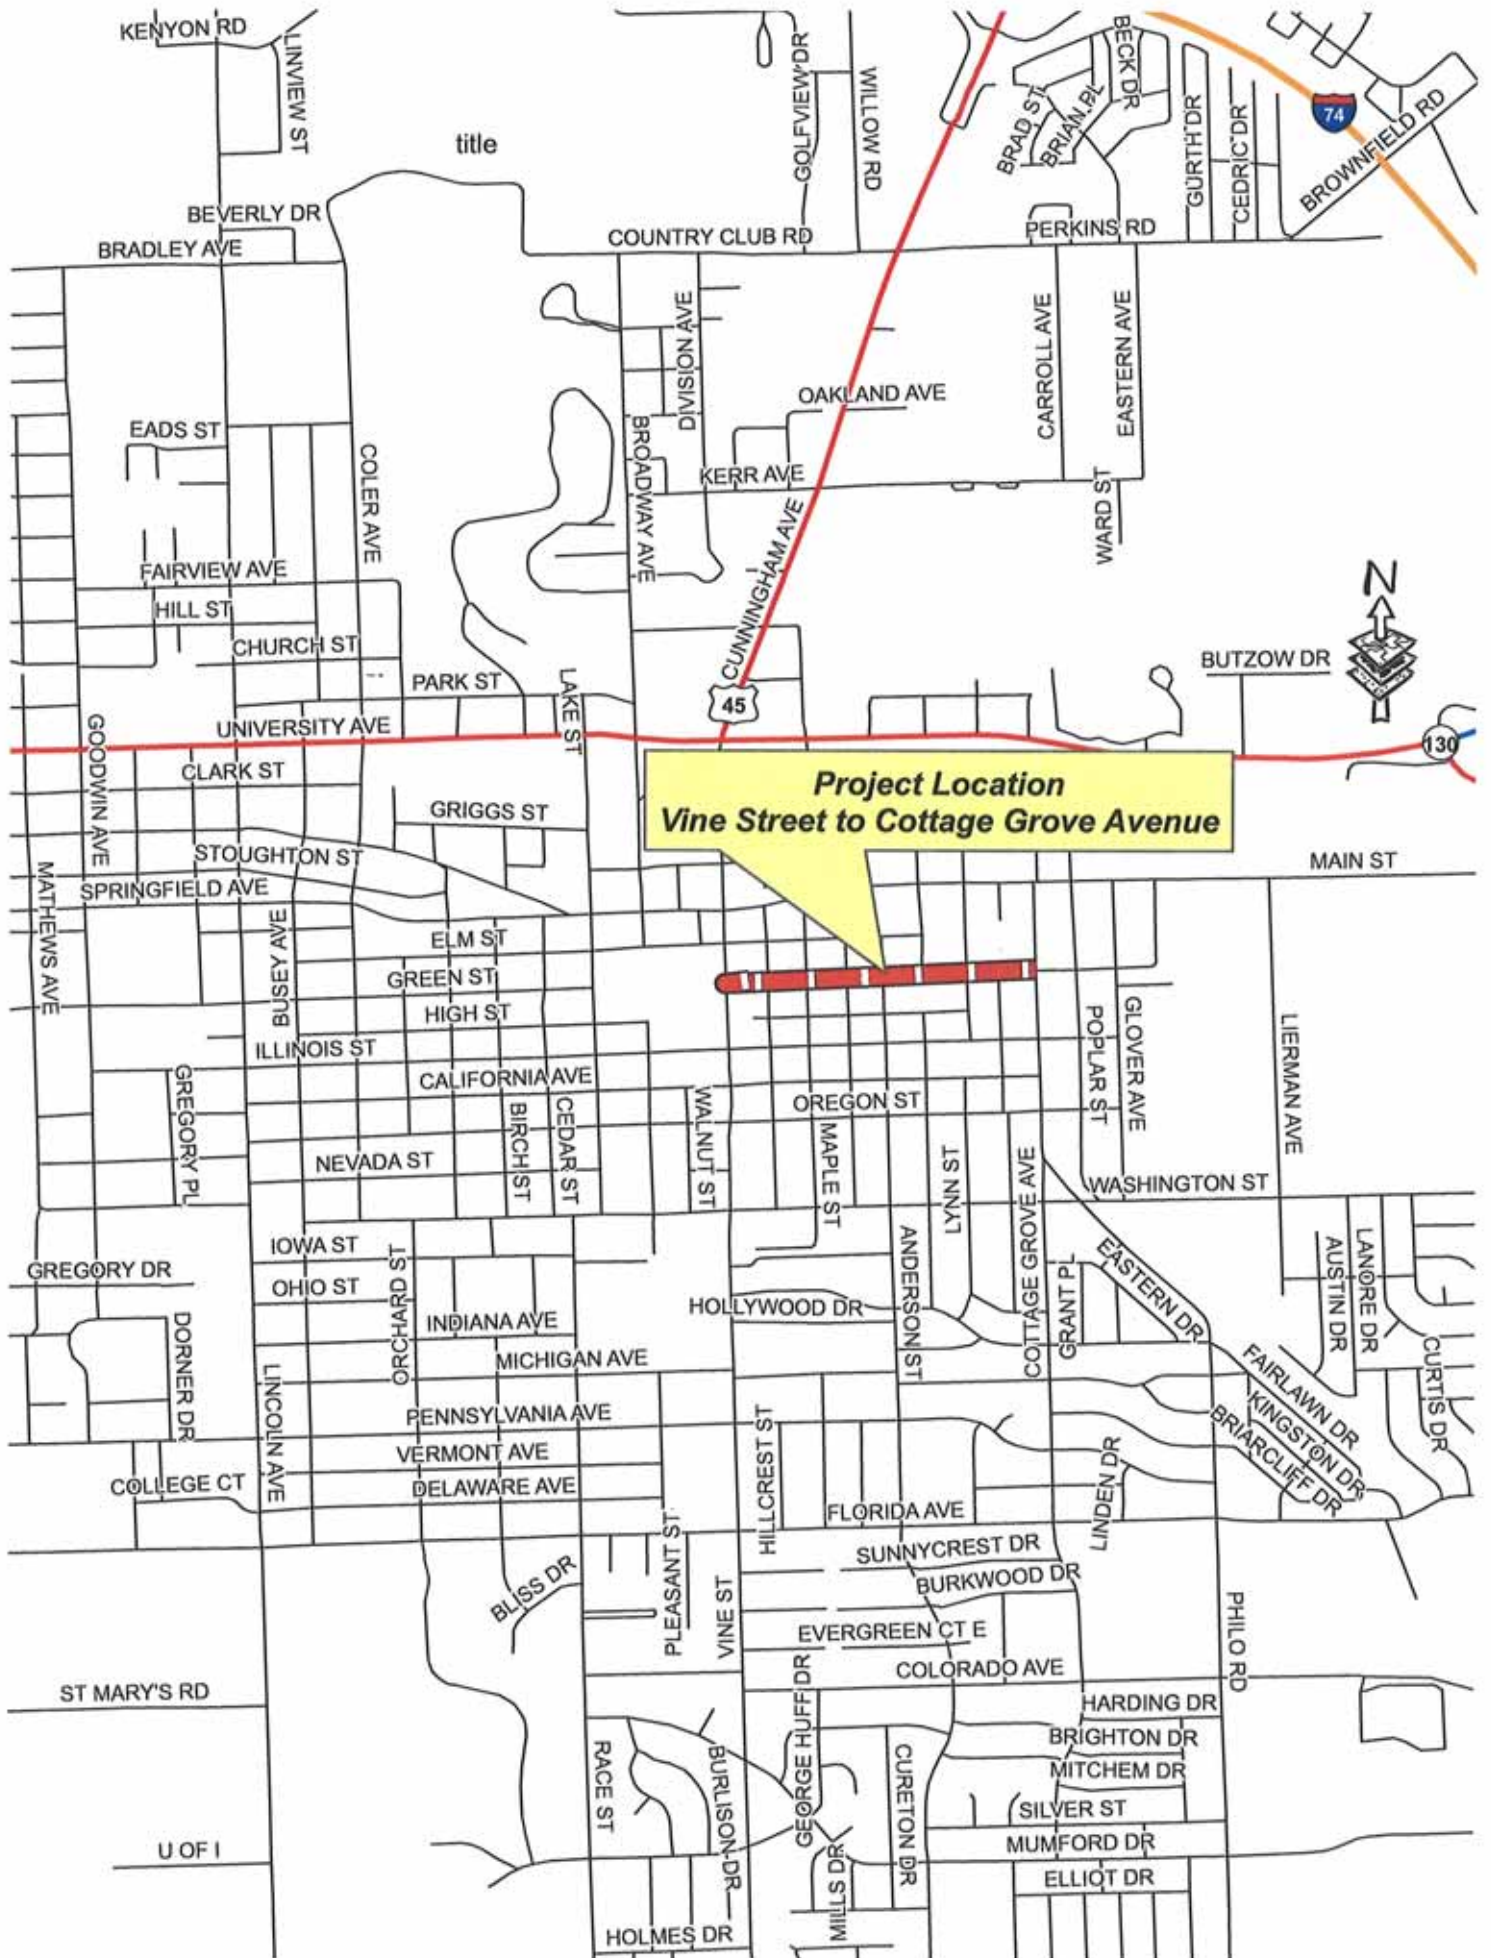 KENYON RD
LINVIEW ST
title
GOLFVIEW DR
WILLOW RD
BECK DR
BRAD ST
BRIAN PL
GURTH DR
CEDRIC DR
74
BROWNFIELD RD
BEVERLY DR
BRADLEY AVE
COUNTRY CLUB RD
PERKINS RD
DIVISION AVE
CARROLL AVE
EASTERN AVE
OAKLAND AVE
EADS ST
COLER AVE
BROADWAY AVE
KERR AVE
WARD ST
CUNNINGHAM AVE
FAIRVIEW AVE
HILL ST
CHURCH ST
N
BUTZOW DR
PARK ST
LAKE ST
45
UNIVERSITY AVE
130
GOODWIN AVE
CLARK ST
Project Location
Vine Street to Cottage Grove Avenue
GRIGGS ST
STOUGHTON ST
MAIN ST
SPRINGFIELD AVE
MATHEWS AVE
BUSEY AVE
ELM ST
GREEN ST
HIGH ST
ILLINOIS ST
POPLAR ST
GLOVER AVE
LIERMAN AVE
GREGORY PL
CALIFORNIA AVE
BIRCH ST
CEDAR ST
WALNUT ST
OREGON ST
MAPLE ST
NEVADA ST
LYNN ST
COTTAGE GROVE AVE
WASHINGTON ST
IOWA ST
GREGORY DR
OHIO ST
ORCHARD ST
ANDERSON ST
GRANT PL
EASTERN DR
AUSTIN DR
LANORE DR
HOLLYWOOD DR
INDIANA AVE
DORNER DR
MICHIGAN AVE
LINCOLN AVE
FAIRLAWN DR
KINGSTON DR
BRIARCLIFF DR
CURTIS DR
PENNSYLVANIA AVE
VERMONT AVE
HILLCREST ST
LINDEN DR
COLLEGE CT
DELAWARE AVE
FLORIDA AVE
SUNNYCREST DR
BLISS DR
PLEASANT ST
VINE ST
BURKWOOD DR
EVERGREEN CT E
PHILO RD
COLORADO AVE
ST MARY'S RD
GEORGE HUFF DR
HARDING DR
BRIGHTON DR
RACE ST
BURLISON DR
CURETON DR
MITCHEM DR
SILVER ST
U OF I
MUMFORD DR
MILLS DR
ELLIOT DR
HOLMES DR